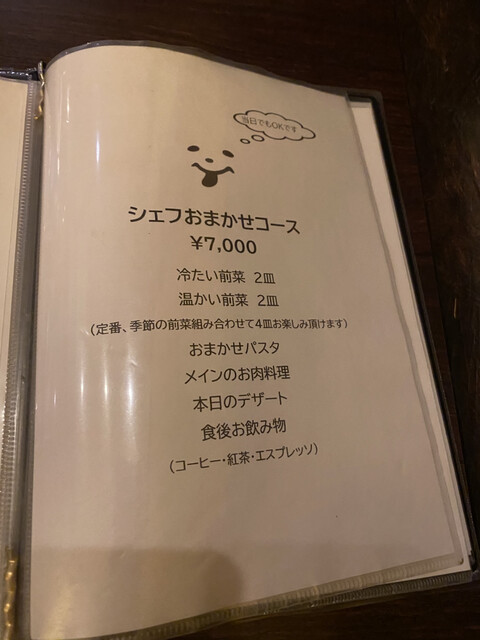 当日でもOKです
シェフおまかせコース
¥7,000
冷たい前菜 2皿
温かい前菜 2皿
(定番、季節の前菜組み合わせて4皿お楽しみ頂けます)
おまかせパスタ
メインのお肉料理
本日のデザート
食後お飲み物
(コーヒー・紅茶・エスプレッソ)